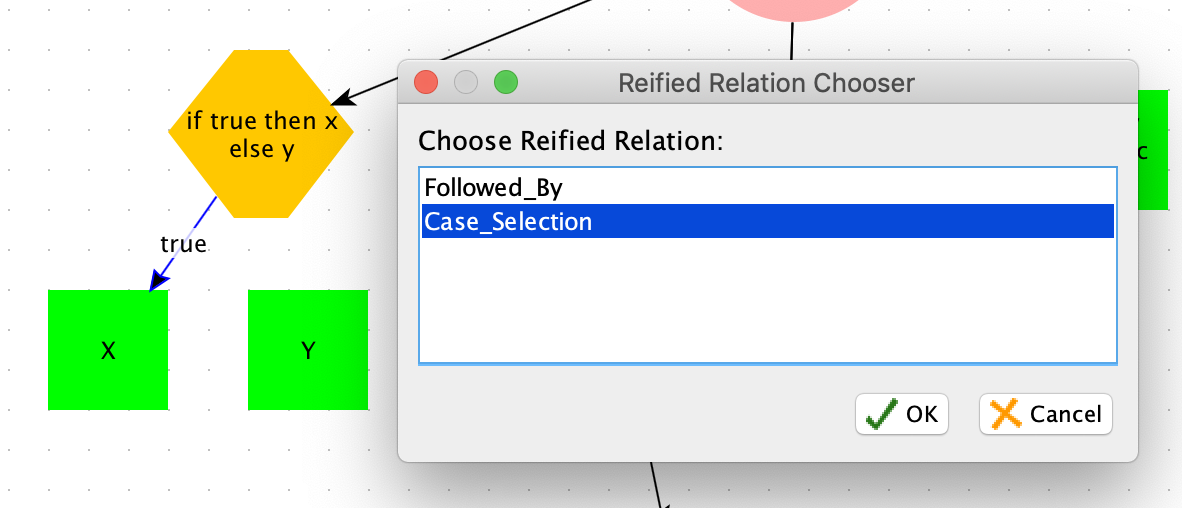 Reified Relation Chooser
if true then x
else y
Choose Reified Relation:
c
Followed_By
Case_Selection
true
X
Y
OK
Cancel